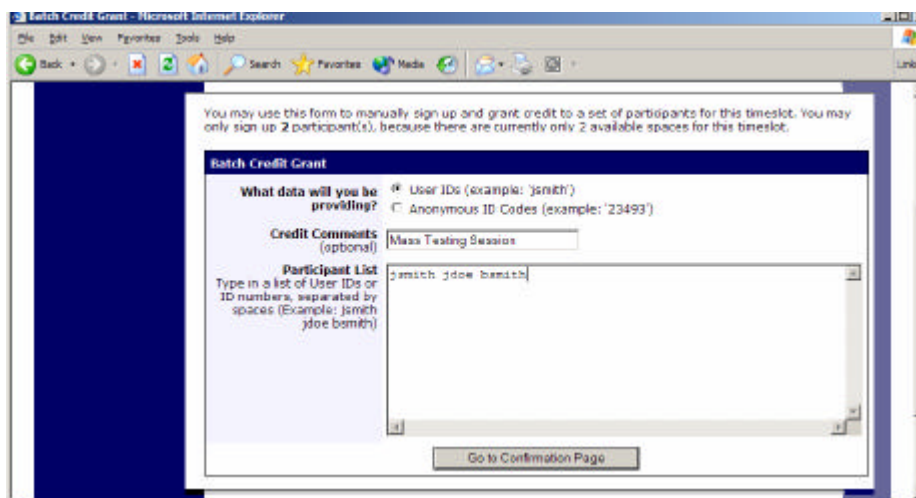 Batch Credit Grant - Microsoft Internet Explorer
File Edit View Favorites Tools Help
Back Search Favorites Media
You may use this form to manually sign up and grant credit to a set of participants for this timeslot. You may
only sign up 2 participant(s), because there are currently only 2 available spaces for this timeslot.
Batch Credit Grant
What data will you be
providing?
User IDs (example: 'jsmith')
Anonymous ID Codes (example: '23493')
Credit Comments
(optional)
Mass Testing Session
Participant List
Type in a list of User IDs or
ID numbers, separated by
spaces (Example: jsmith
jdoe bsmith)
jsmith jdoe bsmith
Go to Confirmation Page